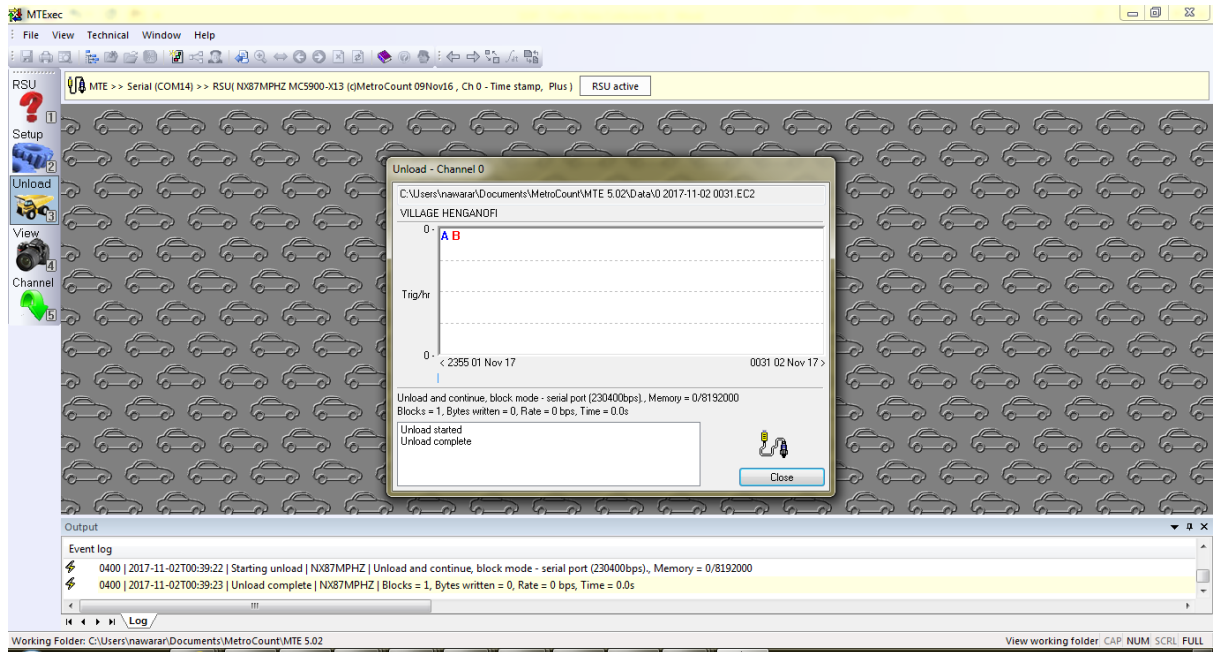 MTExec
File View Technical Window Help
RSU
MTE >> Serial (COM14) >> RSU( NX87MPHZ MC5900-X13 (c)MetroCount 09Nov16 , Ch 0 - Time stamp, Plus ) RSU active
1
Setup
2
Unload
3
View
4
Channel
5
Unload - Channel 0
C:\Users\nawarar\Documents\MetroCount\MTE 5.02\Data\0 2017-11-02 0031.EC2
VILLAGE HENGANOFI
0
A B
Trig/hr
0
< 2355 01 Nov 17 0031 02 Nov 17 >
Unload and continue, block mode - serial port (230400bps)., Memory = 0/8192000
Blocks = 1, Bytes written = 0, Rate = 0 bps, Time = 0.0s
Unload started
Unload complete
Close
Output
Event log
0400 | 2017-11-02T00:39:22 | Starting unload | NX87MPHZ | Unload and continue, block mode - serial port (230400bps)., Memory = 0/8192000
0400 | 2017-11-02T00:39:23 | Unload complete | NX87MPHZ | Blocks = 1, Bytes written = 0, Rate = 0 bps, Time = 0.0s
Log
Working Folder: C:\Users\nawarar\Documents\MetroCount\MTE 5.02 View working folder CAP NUM SCRL FULL